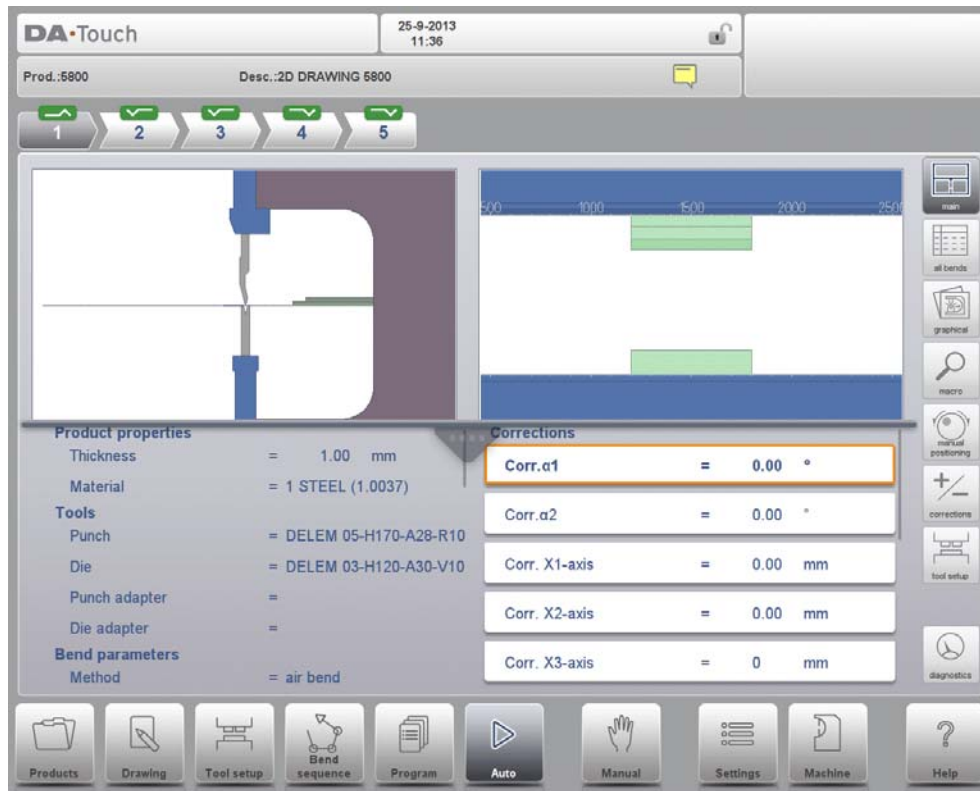 DA•Touch
25-9-2013
11:36
Prod.:5800
Desc.:2D DRAWING 5800
1
2
3
4
5
500 1000 1500 2000 250
main
all bends
graphical
macro
manual
positioning
corrections
tool setup
diagnostics
Product properties
Thickness = 1.00 mm
Material = 1 STEEL (1.0037)
Tools
Punch = DELEM 05-H170-A28-R10
Die = DELEM 03-H120-A30-V10
Punch adapter =
Die adapter =
Bend parameters
Method = air bend
Corrections
Corr.α1 = 0.00 °
Corr.α2 = 0.00 °
Corr. X1-axis = 0.00 mm
Corr. X2-axis = 0.00 mm
Corr. X3-axis = 0 mm
Products
Drawing
Tool setup
Bend
sequence
Program
Auto
Manual
Settings
Machine
?
Help